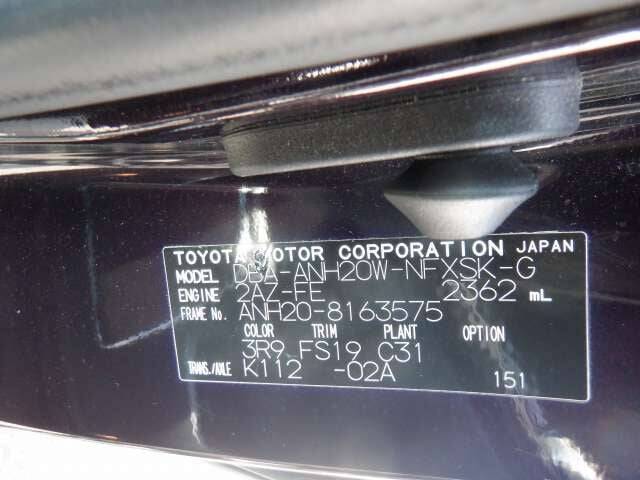 TOYOTA MOTOR CORPORATION JAPAN
MODEL DBA-ANH20W-NFXSK-G
ENGINE 2AZ-FE 2362 mL
FRAME No. ANH20-8163575
COLOR TRIM PLANT OPTION
3R9 FS19 C31
TRANS./AXLE K112 -02A
151